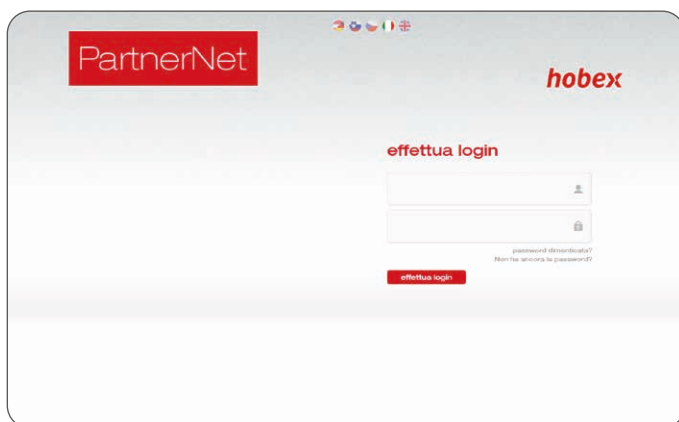 PartnerNet
hobex
effettua login
password dimenticata?
Non ha ancora la password?
effettua login